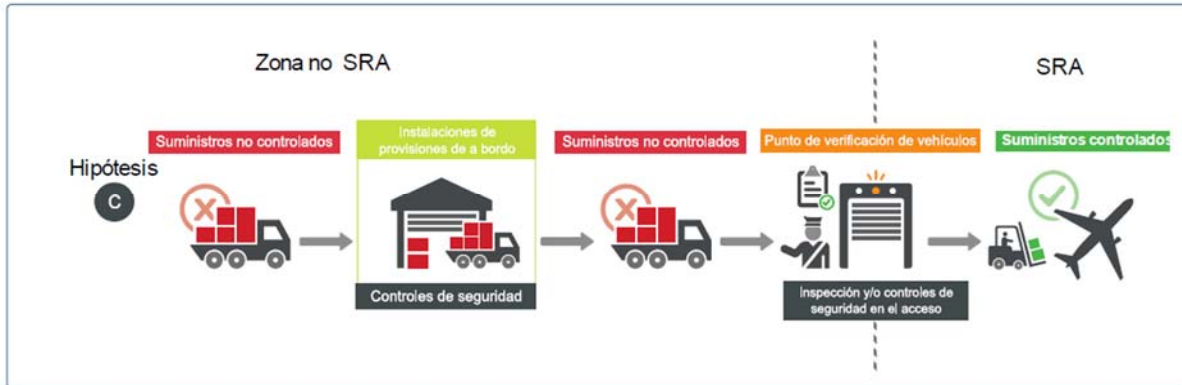 Zona no SRA
SRA
Hipótesis
C
Suministros no controlados
Instalaciones de
provisiones de a bordo
Controles de seguridad
Suministros no controlados
Punto de verificación de vehículos
Inspección y/o controles de
seguridad en el acceso
Suministros controlados